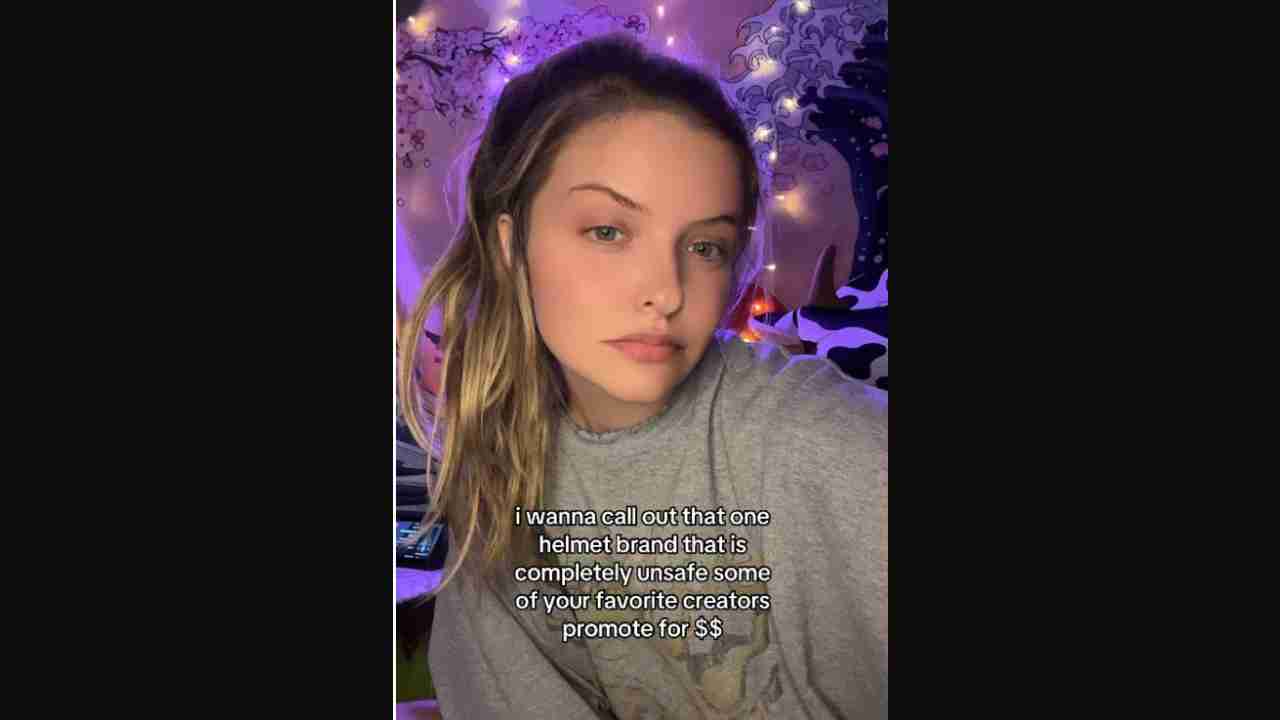 i wanna call out that one
helmet brand that is
completely unsafe some
of your favorite creators
promote for $$